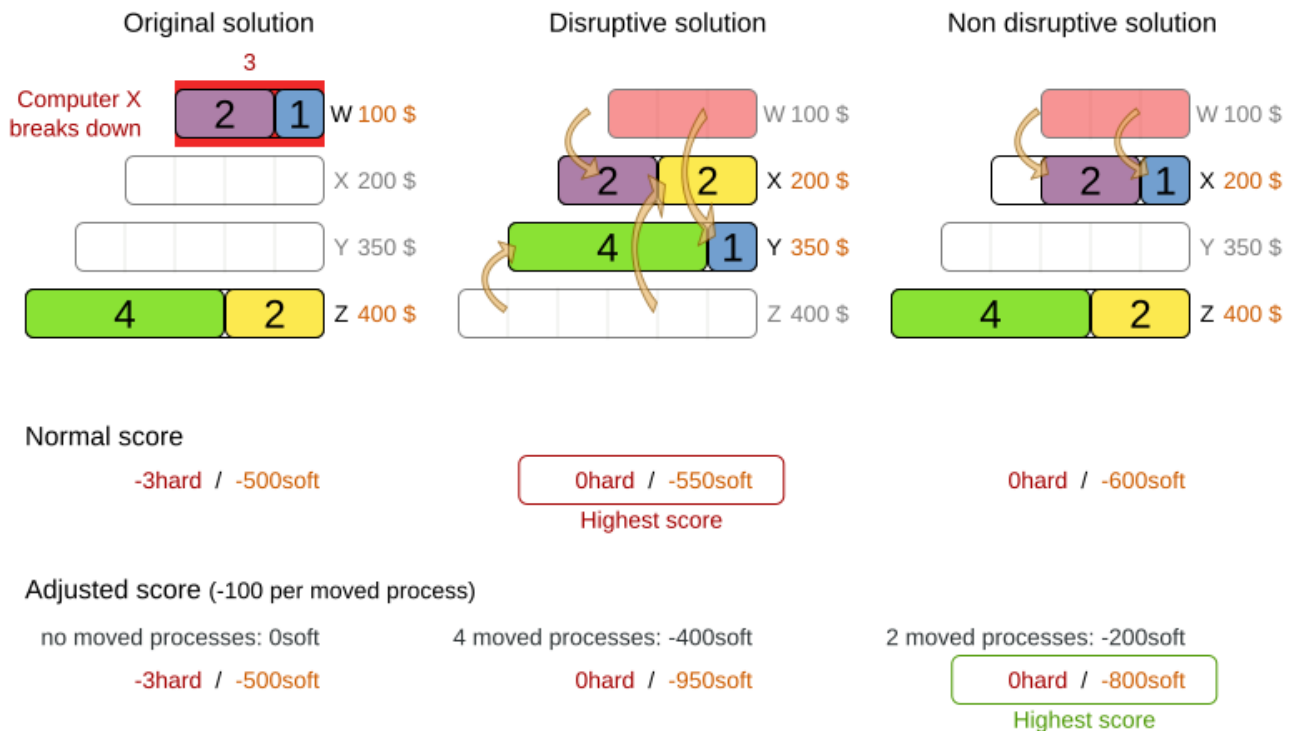 Original solution
Disruptive solution
Non disruptive solution
3
Computer X
breaks down
2 1 W 100 $
X 200 $
Y 350 $
4 2 Z 400 $
W 100 $
2 2 X 200 $
4 1 Y 350 $
Z 400 $
W 100 $
2 1 X 200 $
Y 350 $
4 2 Z 400 $
Normal score
-3hard / -500soft
0hard / -550soft
Highest score
0hard / -600soft
Adjusted score (-100 per moved process)
no moved processes: 0soft
-3hard / -500soft
4 moved processes: -400soft
0hard / -950soft
2 moved processes: -200soft
0hard / -800soft
Highest score